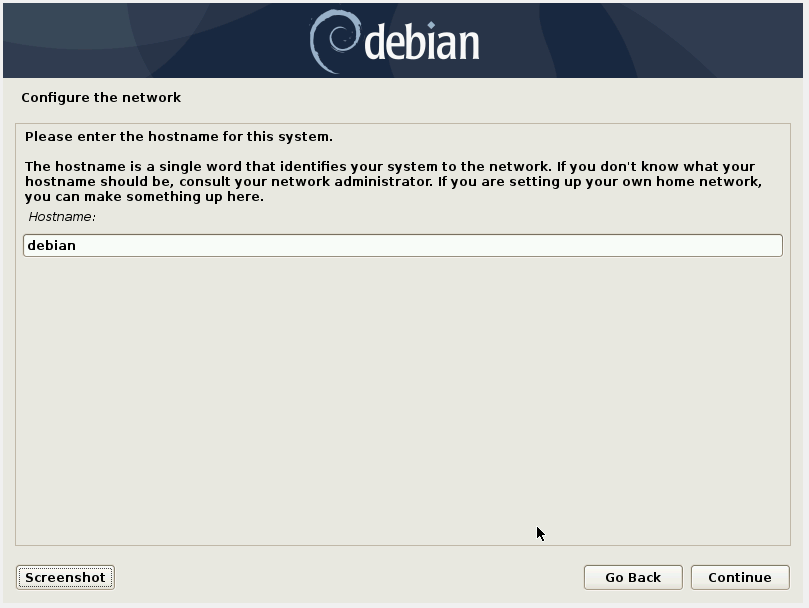 debian
Configure the network
Please enter the hostname for this system.
The hostname is a single word that identifies your system to the network. If you don't know what your
hostname should be, consult your network administrator. If you are setting up your own home network,
you can make something up here.
Hostname:
debian
Screenshot
Go Back
Continue